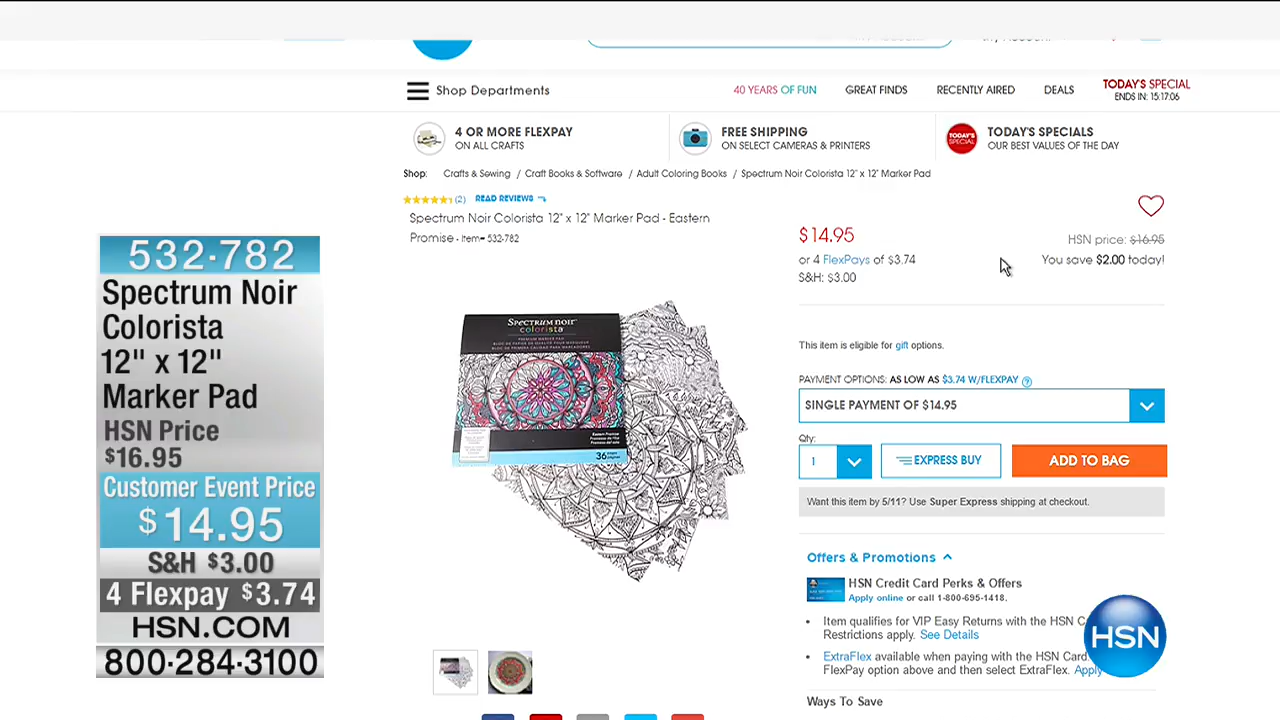 Shop Departments
40 YEARS OF FUN
GREAT FINDS
RECENTLY AIRED
DEALS
TODAY'S SPECIAL
ENDS IN: 15:17:06
4 OR MORE FLEXPAY
ON ALL CRAFTS
FREE SHIPPING
ON SELECT CAMERAS & PRINTERS
TODAY'S SPECIAL
TODAY'S SPECIALS
OUR BEST VALUES OF THE DAY
Shop: Crafts & Sewing / Craft Books & Software / Adult Coloring Books / Spectrum Noir Colorista 12" x 12" Marker Pad
(2) READ REVIEWS
Spectrum Noir Colorista 12" x 12" Marker Pad - Eastern
Promise - Item# 532-782
$14.95
HSN price: $16.95
or 4 FlexPays of $3.74
You save $2.00 today!
S&H: $3.00
532-782
Spectrum Noir
Colorista
12" x 12"
Marker Pad
HSN Price
$16.95
Customer Event Price
$14.95
S&H $3.00
4 Flexpay $3.74
HSN.COM
800-284-3100
SPECTRUM NOIR
colorista
PREMIUM MARKER PAD
Eastern Promise
36
This item is eligible for gift options.
PAYMENT OPTIONS: AS LOW AS $3.74 W/FLEXPAY ?
SINGLE PAYMENT OF $14.95
Qty:
1
EXPRESS BUY
ADD TO BAG
Want this item by 5/11? Use Super Express shipping at checkout.
Offers & Promotions
HSN Credit Card Perks & Offers
Apply online or call 1-800-695-1418.
Item qualifies for VIP Easy Returns with the HSN C
Restrictions apply. See Details
ExtraFlex available when paying with the HSN Card.
FlexPay option above and then select ExtraFlex. Apply
HSN
Ways To Save